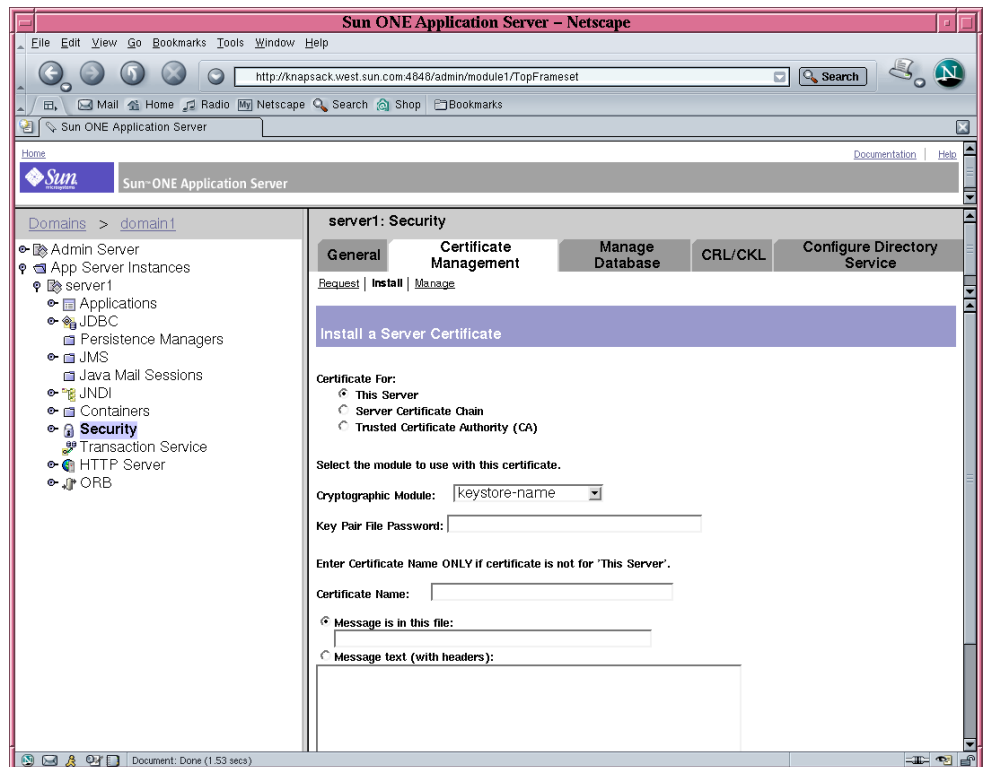 Sun ONE Application Server – Netscape
File Edit View Go Bookmarks Tools Window Help
http://knapsack.west.sun.com:4848/admin/module1/TopFrameset
Search
N
Mail Home Radio My Netscape Search Shop Bookmarks
Sun ONE Application Server
Home
Documentation | Help
Sun
microsystems
Sun™ ONE Application Server
Domains > domain1
Admin Server
App Server Instances
server1
Applications
JDBC
Persistence Managers
JMS
Java Mail Sessions
JNDI
Containers
Security
Transaction Service
HTTP Server
ORB
server1: Security
General
Certificate
Management
Manage
Database
CRL/CKL
Configure Directory
Service
Request | Install | Manage
Install a Server Certificate
Certificate For:
This Server
Server Certificate Chain
Trusted Certificate Authority (CA)
Select the module to use with this certificate.
Cryptographic Module: keystore-name
Key Pair File Password:
Enter Certificate Name ONLY if certificate is not for 'This Server'.
Certificate Name:
Message is in this file:
Message text (with headers):
Document: Done (1.53 secs)